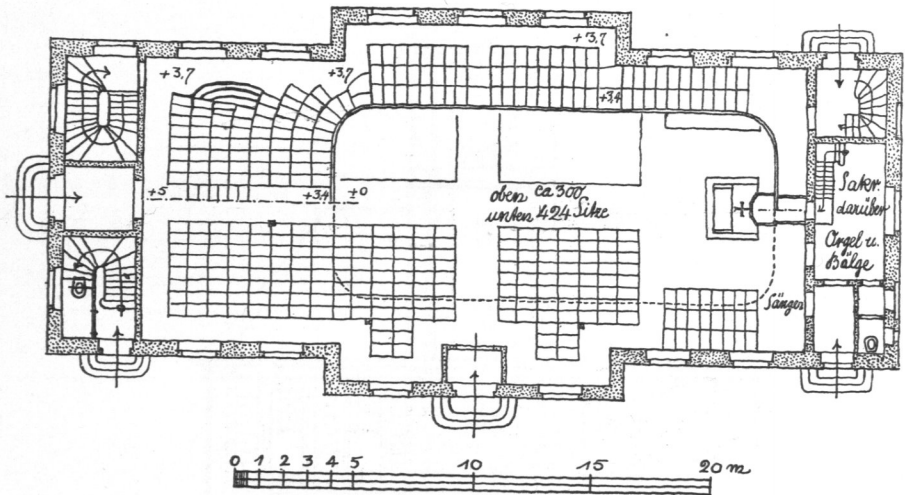 +3,7
+3,7
+3,7
+3,4
+5
+3,4 ±0
oben ca 300
unten 424 Sitze
Sakr.
darüber
Orgel u.
Bälge
Sänger
0 1 2 3 4 5 10 15 20 m